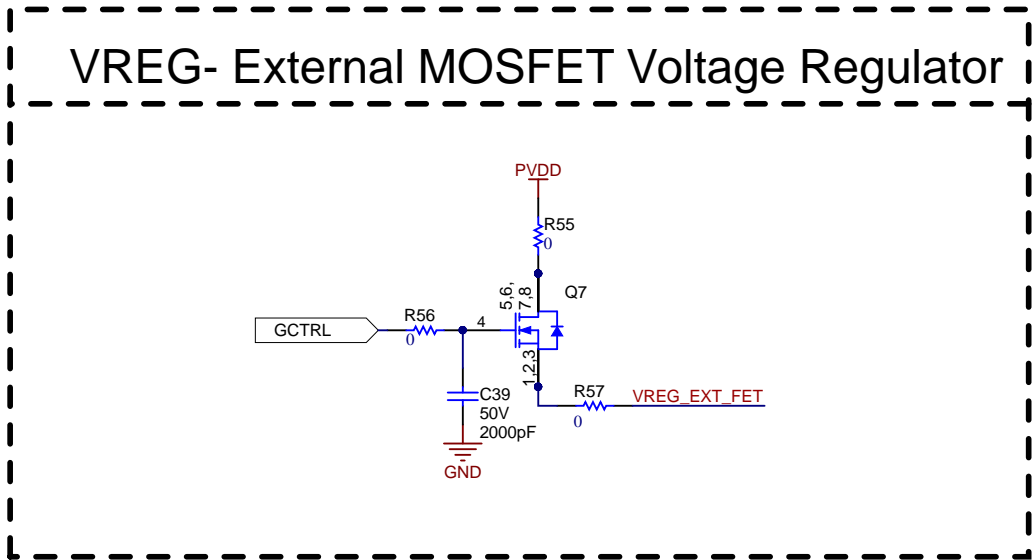 VREG- External MOSFET Voltage Regulator
PVDD
R55
0
5,6,
7,8
Q7
GCTRL
R56
0
4
1,2,3
C39
50V
2000pF
R57
0
VREG_EXT_FET
GND